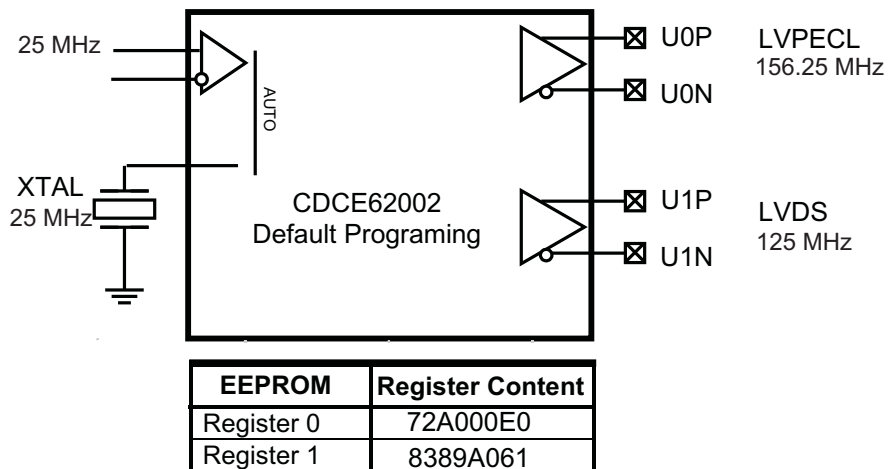 25 MHz
AUTO
XTAL
25 MHz
CDCE62002
Default Programing
U0P
U0N
LVPECL
156.25 MHz
U1P
U1N
LVDS
125 MHz
EEPROM Register Content
Register 0 72A000E0
Register 1 8389A061